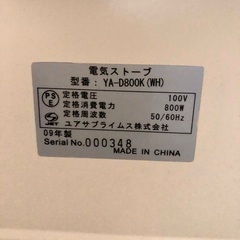 電気ストーブ
型番： YA-D800K(WH)
PS E
定格電圧 100V
定格消費電力 800W
定格周波数 50/60Hz
JET
ユアサプライムス株式会社
09年製
Serial No. 000348
MADE IN CHINA